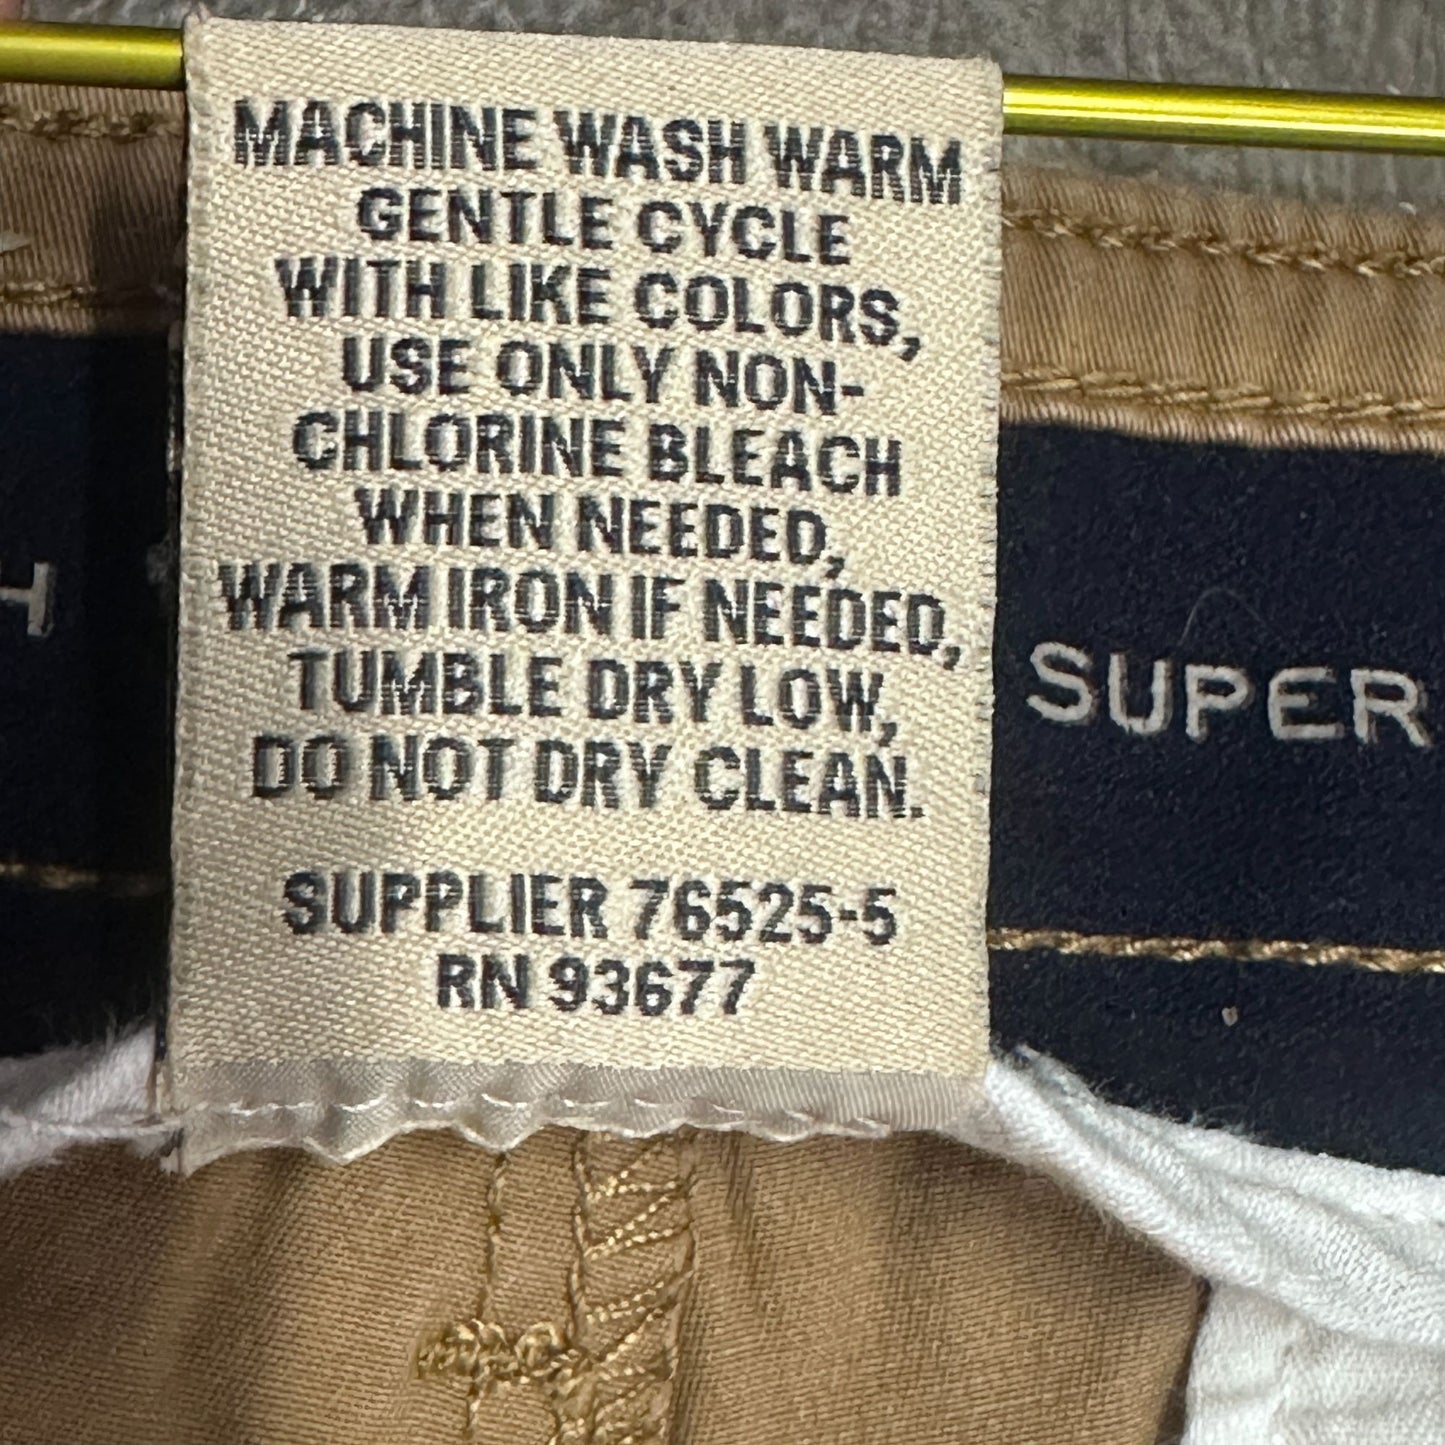 MACHINE WASH WARM
GENTLE CYCLE
WITH LIKE COLORS,
USE ONLY NON-
CHLORINE BLEACH
WHEN NEEDED,
WARM IRON IF NEEDED,
TUMBLE DRY LOW,
DO NOT DRY CLEAN.
SUPPLIER 76525-5
RN 93677
H
SUPER